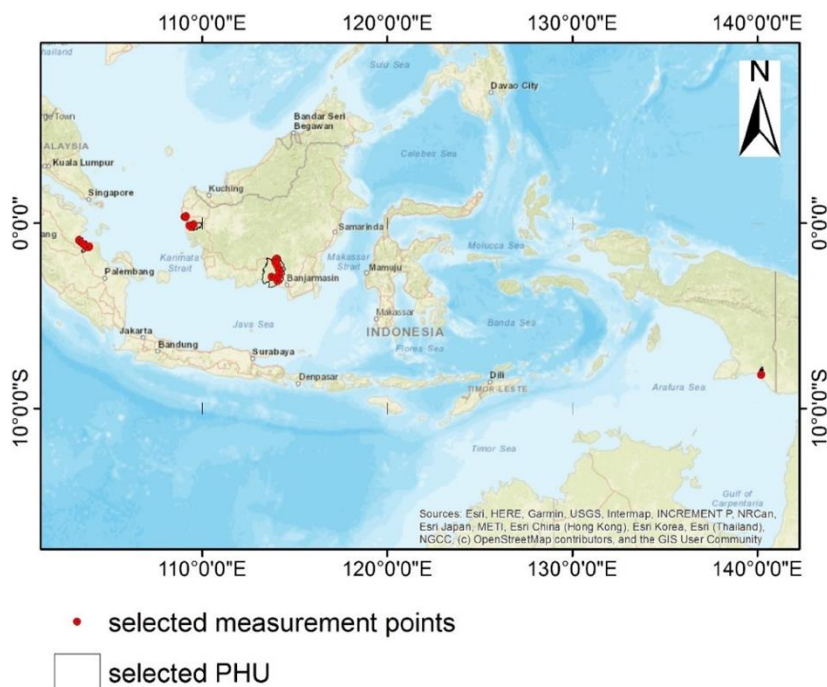 110°0'0"E 120°0'0"E 130°0'0"E 140°0'0"E
Thailand
Sulu Sea
Davao City
N
Bandar Seri
Begawan
George Town
MALAYSIA
Celebes Sea
Kuala Lumpur
Kuching
Singapore
0°0'0" 0°0'0"
Samarinda
Molucca Sea
Karimata
Strait
Makassar
Strait
Mamuju
Palembang
Banjarmasin
Makassar
Jakarta
Java Sea
INDONESIA
Banda Sea
Bandung
Surabaya
Flores Sea
Denpasar
Dili
TIMOR-LESTE
Arafura Sea
10°0'0"S 10°0'0"S
Timor Sea
Gulf of
Carpentaria
Sources: Esri, HERE, Garmin, USGS, Intermap, INCREMENT P, NRCan,
Esri Japan, METI, Esri China (Hong Kong), Esri Korea, Esri (Thailand),
NGCC, (c) OpenStreetMap contributors, and the GIS User Community
110°0'0"E 120°0'0"E 130°0'0"E 140°0'0"E
selected measurement points
selected PHU